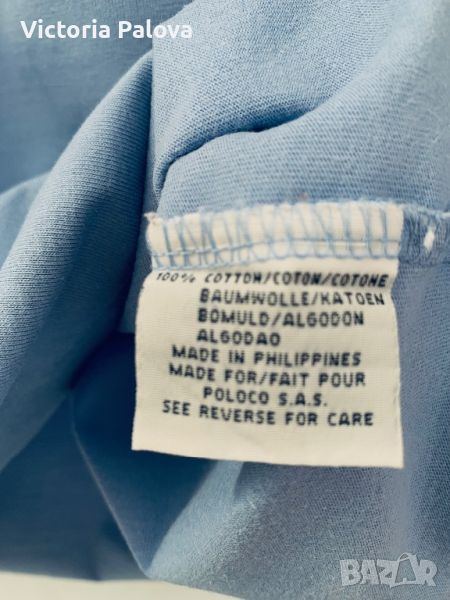 Victoria Palova
100% COTTON/COTON/COTONE
BAUMWOLLE/KATOEN
BOMULD/ALGODON
ALGODAO
MADE IN PHILIPPINES
MADE FOR/FAIT POUR
POLOCO S.A.S.
SEE REVERSE FOR CARE
BAZAR